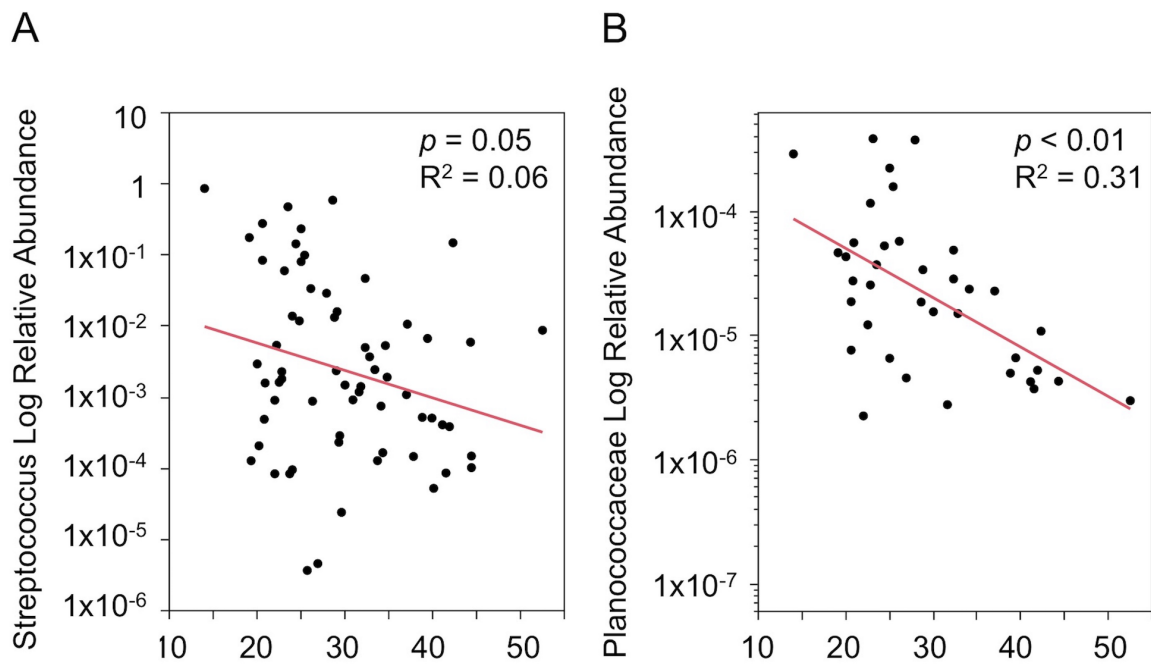 A
Streptococcus Log Relative Abundance
10
1
1x10⁻¹
1x10⁻²
1x10⁻³
1x10⁻⁴
1x10⁻⁵
1x10⁻⁶
p = 0.05
R² = 0.06
10 20 30 40 50
B
Planococcaceae Log Relative Abundance
1x10⁻⁴
1x10⁻⁵
1x10⁻⁶
1x10⁻⁷
p < 0.01
R² = 0.31
10 20 30 40 50